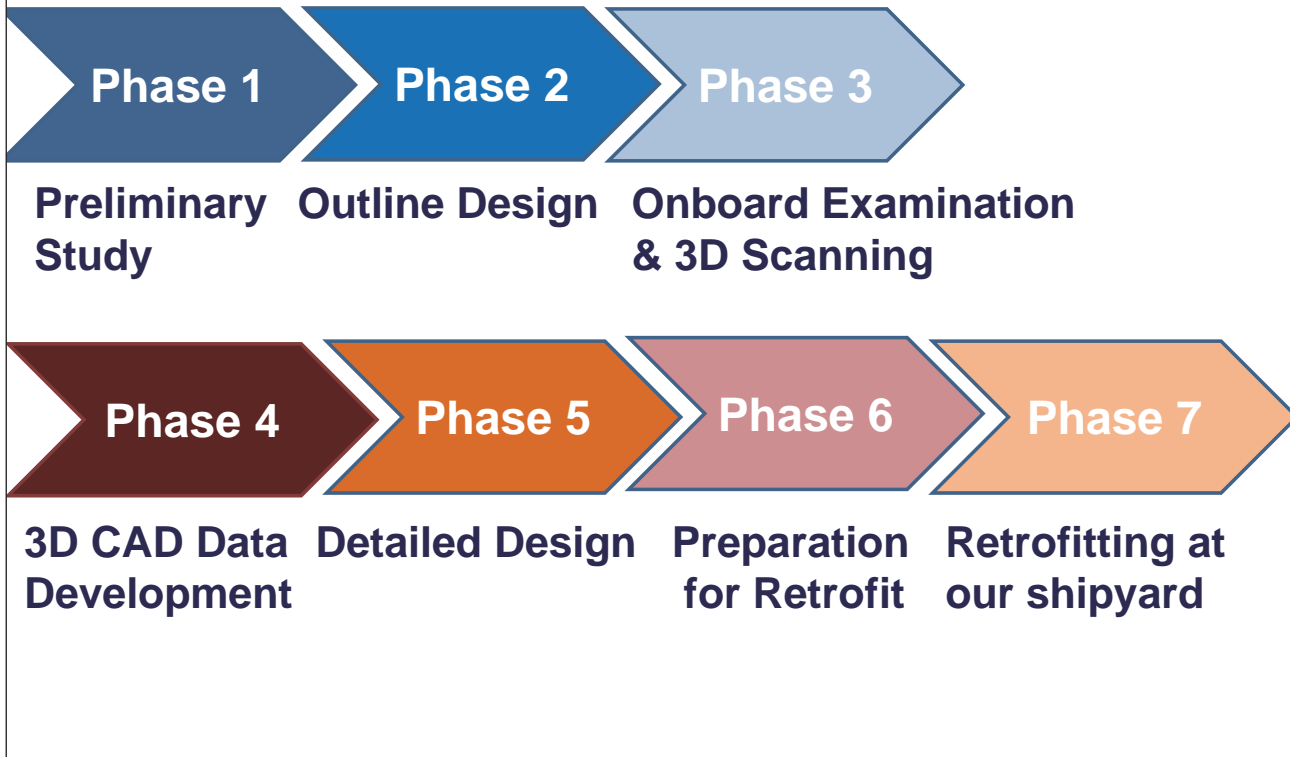 Phase 1
Phase 2
Phase 3
Preliminary
Study
Outline Design
Onboard Examination
& 3D Scanning
Phase 4
Phase 5
Phase 6
Phase 7
3D CAD Data
Development
Detailed Design
Preparation
for Retrofit
Retrofitting at
our shipyard